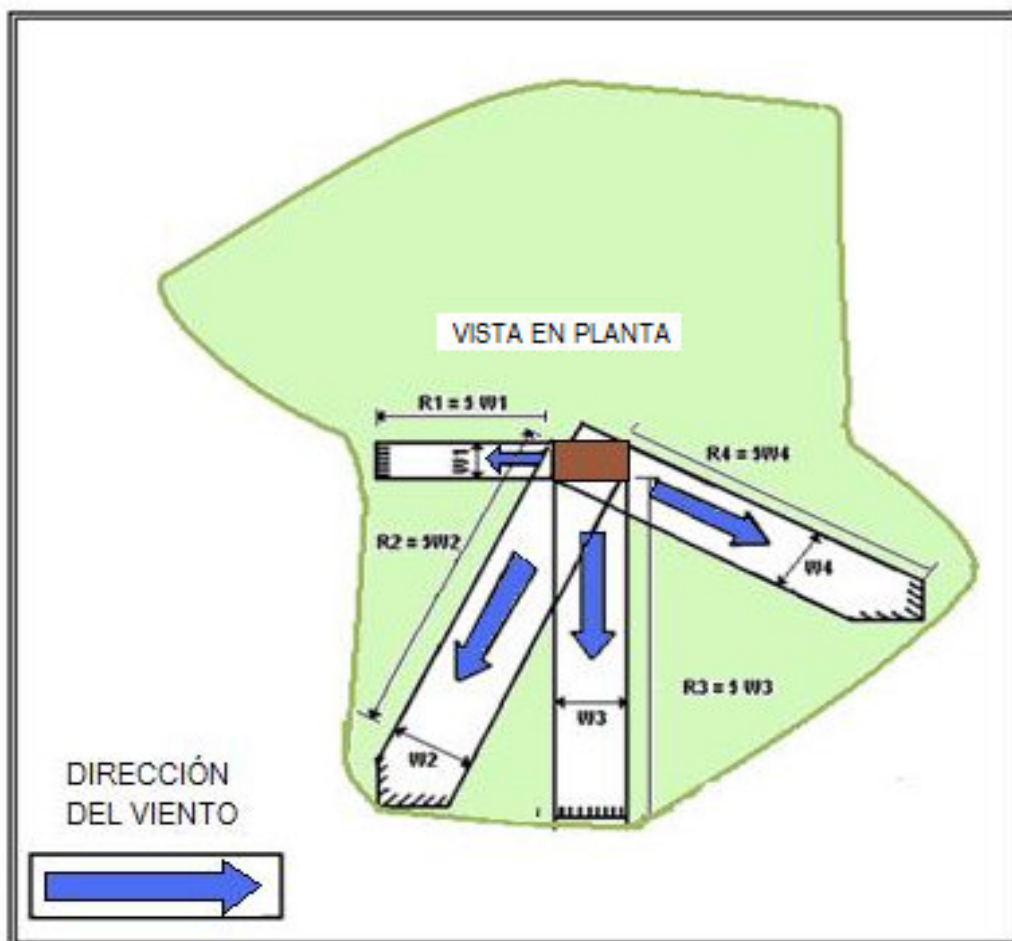 VISTA EN PLANTA
R1 = 5 W1
W1
R4 = 5W4
R2 = 5W2
W4
R3 = 5 W3
W3
W2
DIRECCIÓN
DEL VIENTO